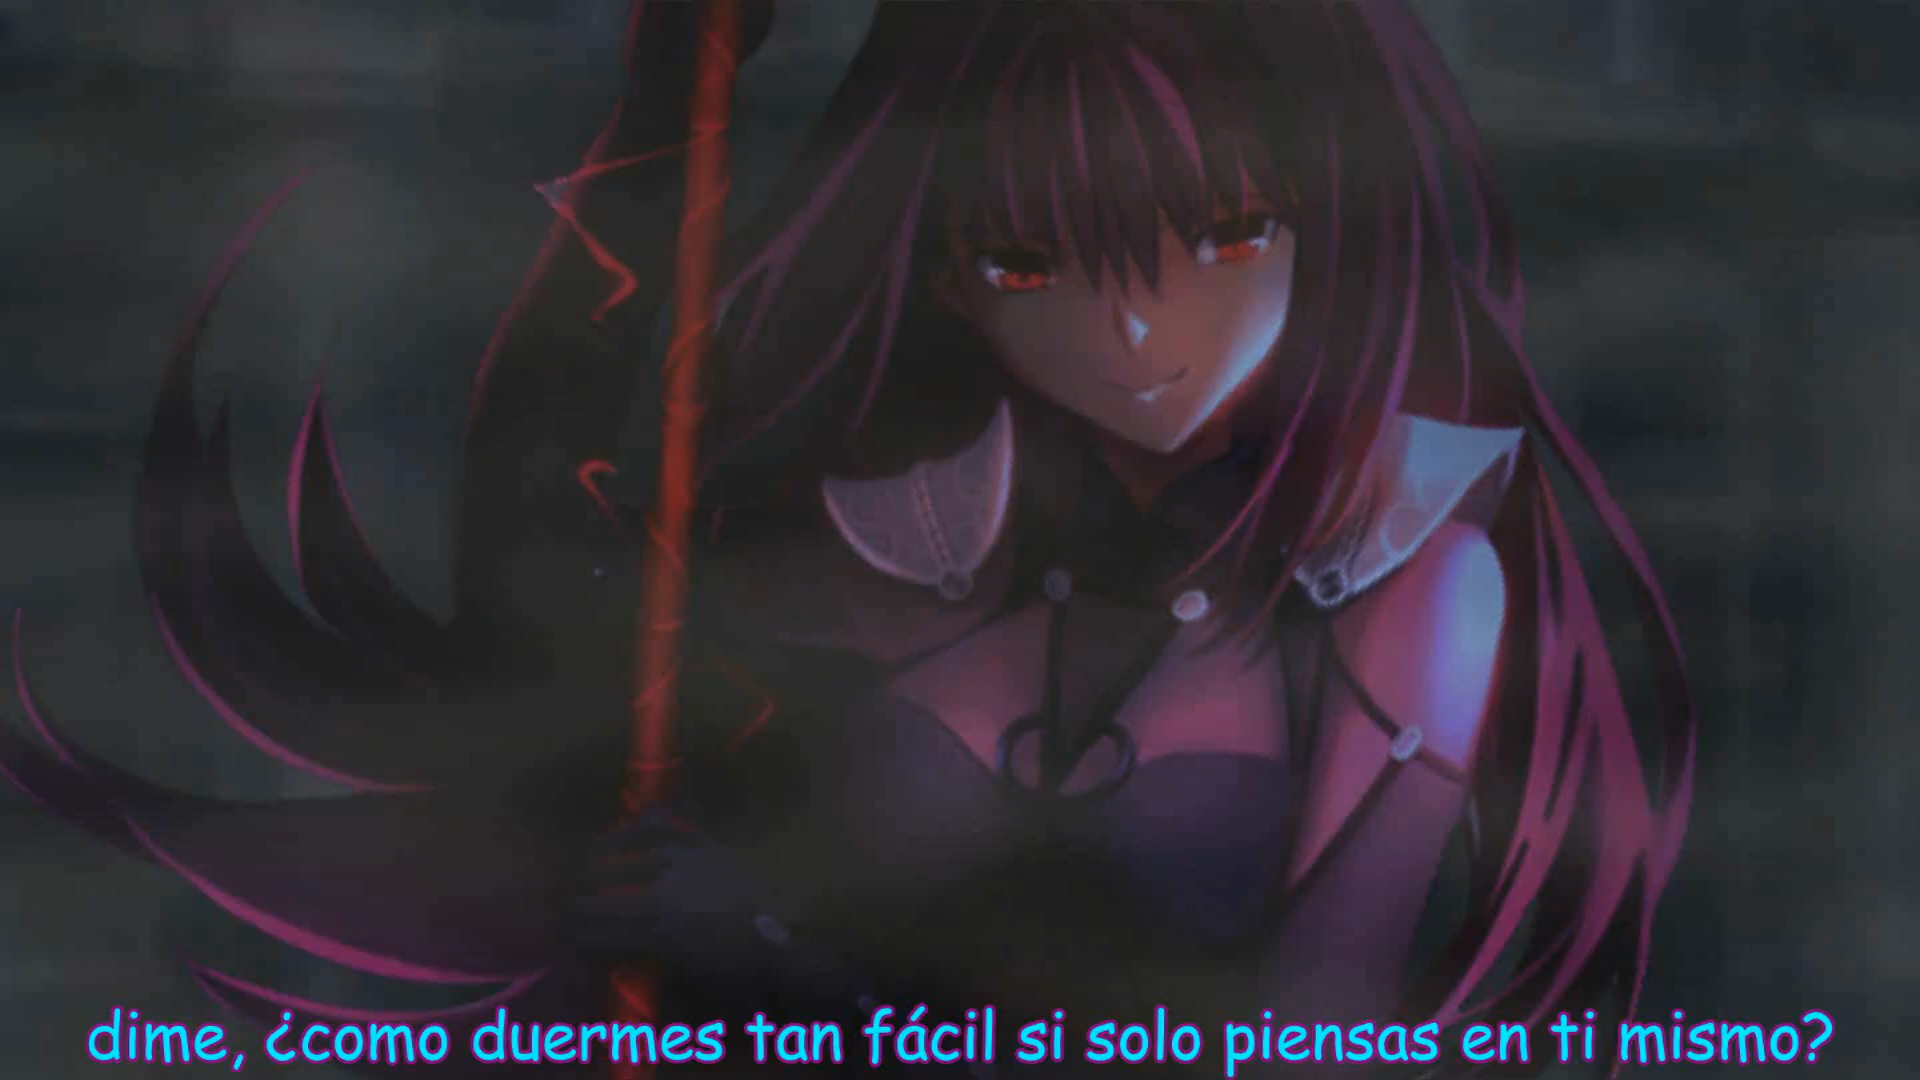 dime, ¿como duermes tan fácil si solo piensas en ti mismo?